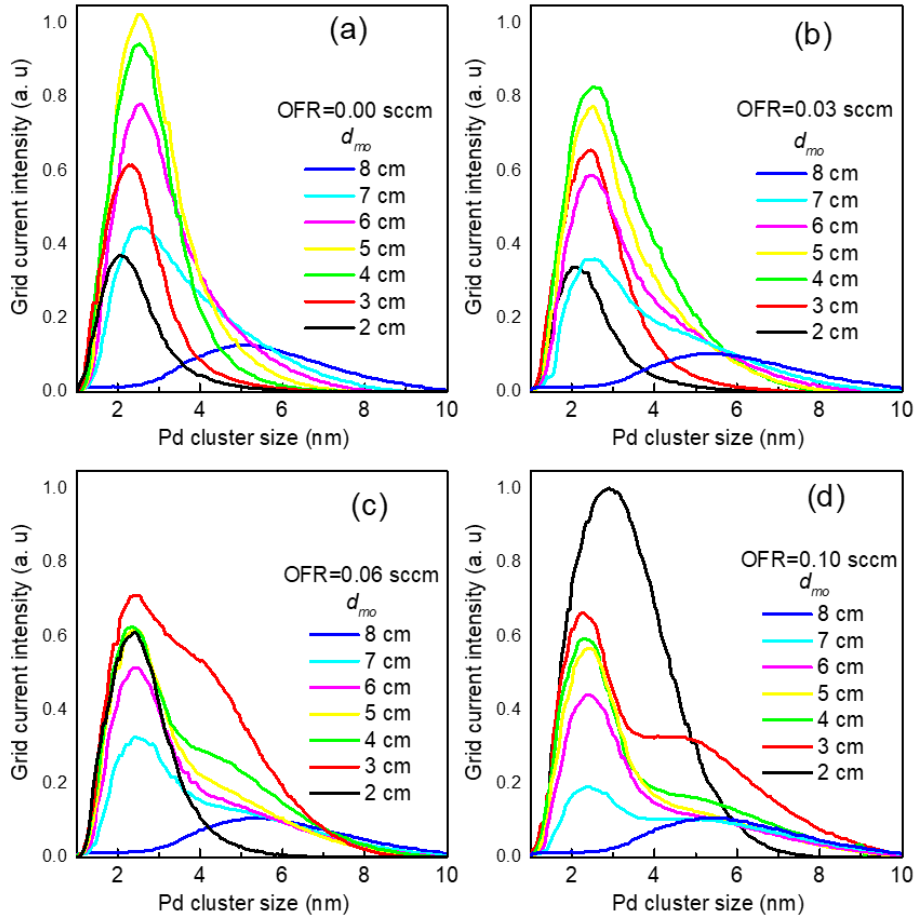 (a)
OFR=0.00 sccm
d_mo
8 cm
7 cm
6 cm
5 cm
4 cm
3 cm
2 cm
Grid current intensity (a. u)
1.0
0.8
0.6
0.4
0.2
0.0
2 4 6 8 10
Pd cluster size (nm)
(b)
OFR=0.03 sccm
d_mo
8 cm
7 cm
6 cm
5 cm
4 cm
3 cm
2 cm
Grid current intensity (a. u)
1.0
0.8
0.6
0.4
0.2
0.0
2 4 6 8 10
Pd cluster size (nm)
(c)
OFR=0.06 sccm
d_mo
8 cm
7 cm
6 cm
5 cm
4 cm
3 cm
2 cm
Grid current intensity (a. u)
1.0
0.8
0.6
0.4
0.2
0.0
2 4 6 8 10
Pd cluster size (nm)
(d)
OFR=0.10 sccm
d_mo
8 cm
7 cm
6 cm
5 cm
4 cm
3 cm
2 cm
Grid current intensity (a. u)
1.0
0.8
0.6
0.4
0.2
0.0
2 4 6 8 10
Pd cluster size (nm)